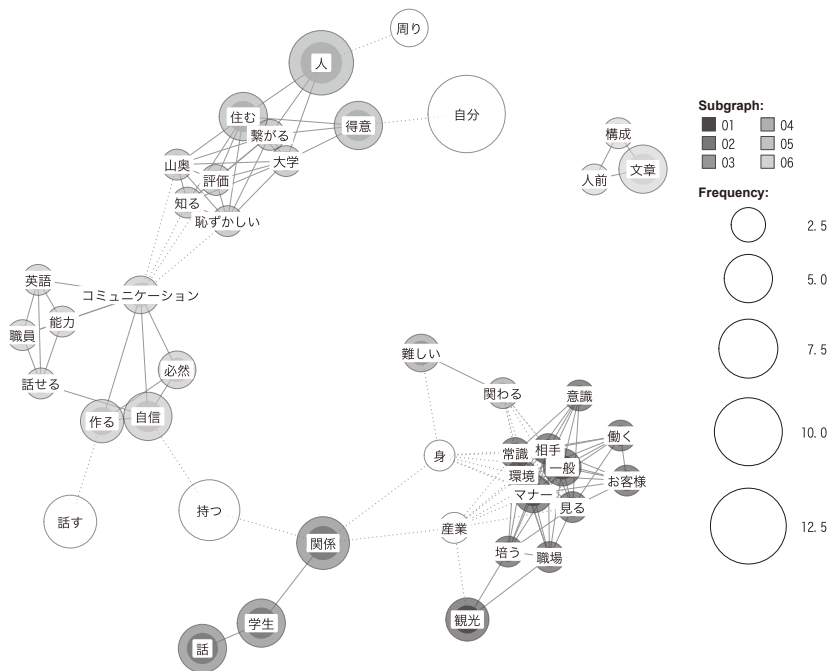 周り
人
自分
住む
繋がる
得意
大学
山奥
評価
知る
恥ずかしい
構成
人前
文章
Subgraph:
01
04
02
05
03
06
Frequency:
2.5
5.0
7.5
10.0
12.5
英語
コミュニケーション
能力
職員
話せる
必然
作る
自信
話す
持つ
難しい
関わる
意識
働く
身
常識
相手
一般
環境
お客様
マナー
見る
産業
関係
培う
職場
観光
学生
話